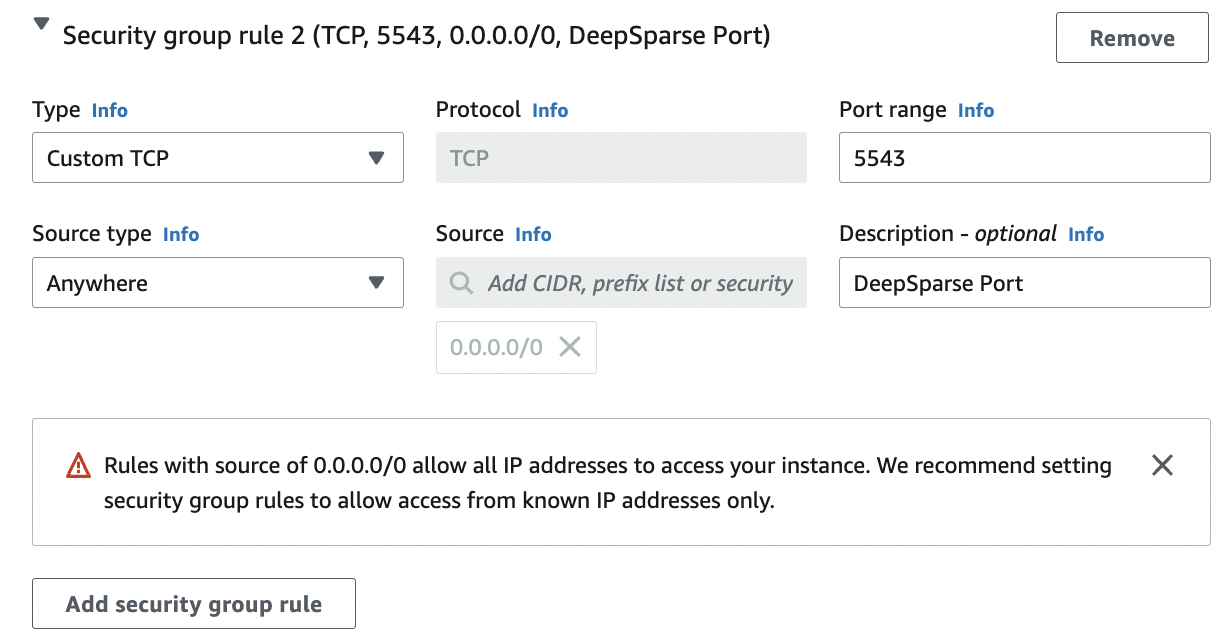 Security group rule 2 (TCP, 5543, 0.0.0.0/0, DeepSparse Port)
Remove
Type Info
Protocol Info
Port range Info
Custom TCP
TCP
5543
Source type Info
Source Info
Description - optional Info
Anywhere
Add CIDR, prefix list or security
DeepSparse Port
0.0.0.0/0
Rules with source of 0.0.0.0/0 allow all IP addresses to access your instance. We recommend setting
security group rules to allow access from known IP addresses only.
Add security group rule